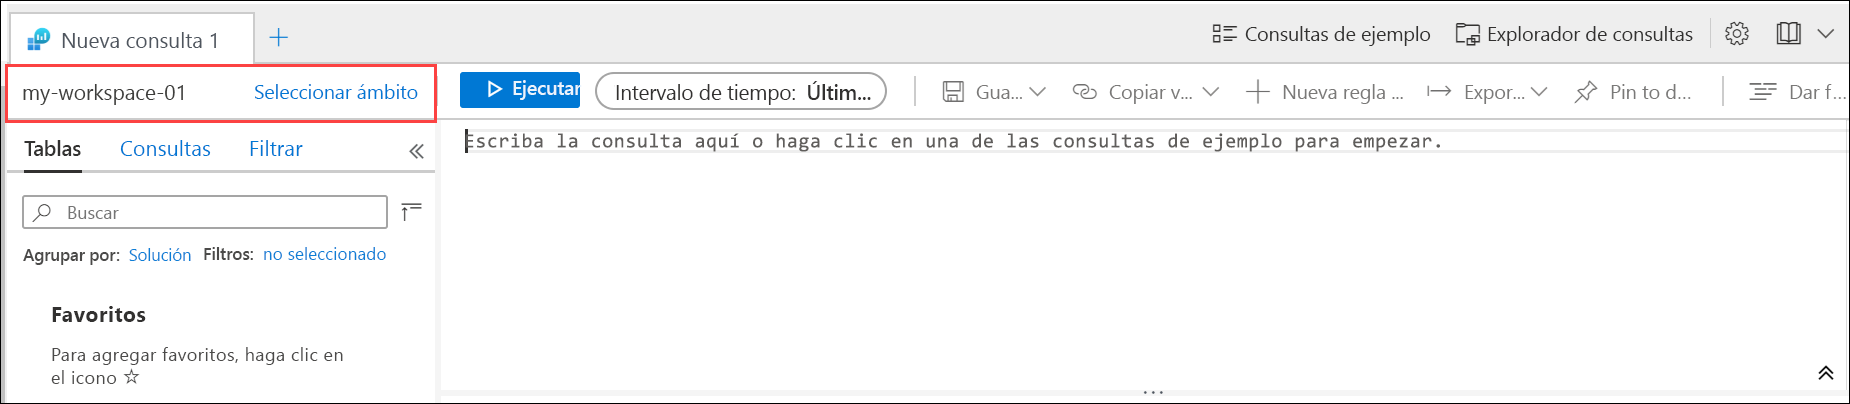 Nueva consulta 1
Consultas de ejemplo
Explorador de consultas
my-workspace-01
Seleccionar ámbito
Ejecutar
Intervalo de tiempo: Últim...
Gua...
Copiar v...
Nueva regla ...
Expor...
Pin to d...
Dar f...
Tablas
Consultas
Filtrar
Escriba la consulta aquí o haga clic en una de las consultas de ejemplo para empezar.
Buscar
Agrupar por: Solución
Filtros: no seleccionado
Favoritos
Para agregar favoritos, haga clic en
el icono ☆